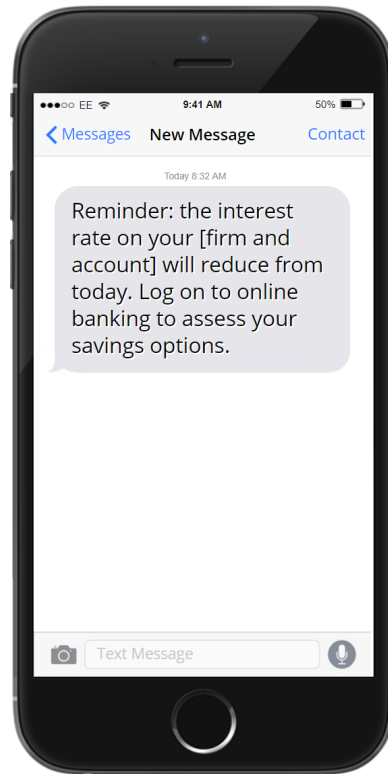 ●●●○○ EE 9:41 AM 50%
Messages New Message Contact
Today 8:32 AM
Reminder: the interest
rate on your [firm and
account] will reduce from
today. Log on to online
banking to assess your
savings options.
Text Message